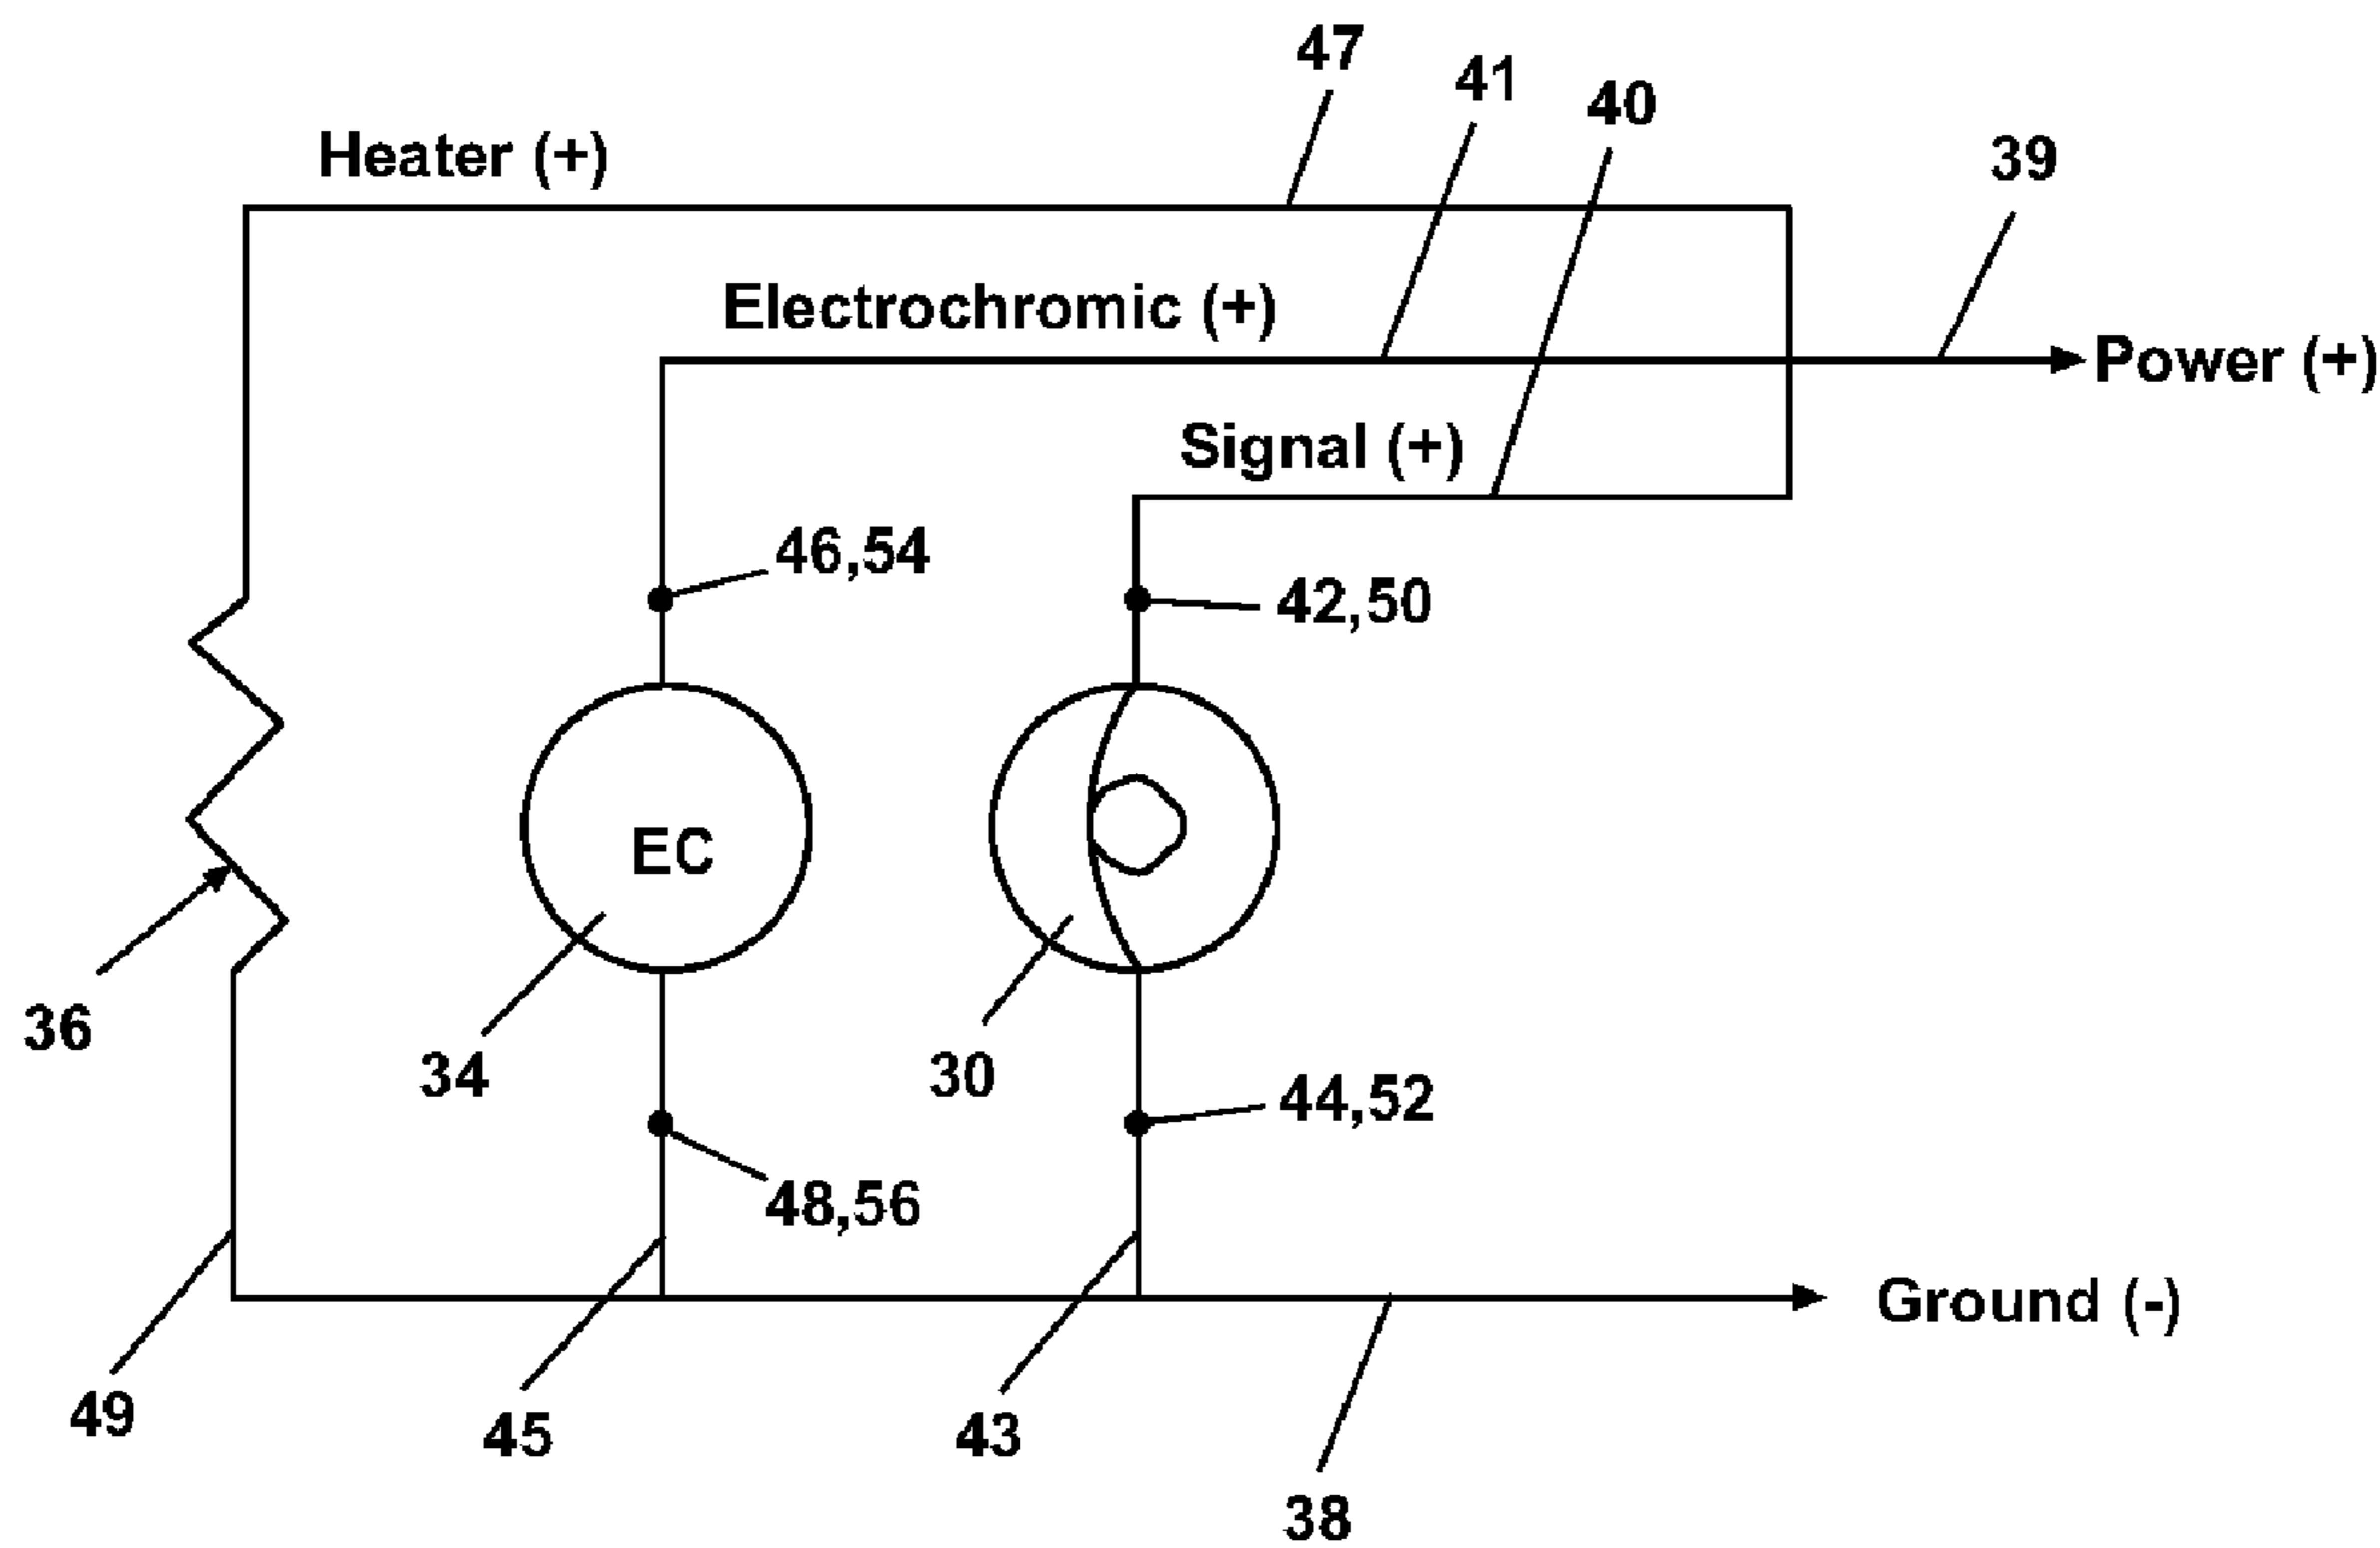 47
41
40
39
Heater (+)
Electrochromic (+)
Power (+)
Signal (+)
46,54
42,50
EC
36
34
30
44,52
48,56
Ground (-)
49
45
43
38